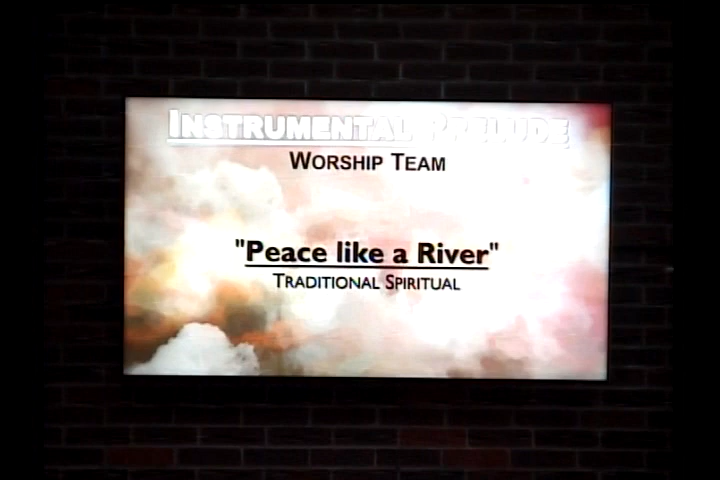 INSTRUMENTAL PRELUDE
WORSHIP TEAM
"Peace like a River"
TRADITIONAL SPIRITUAL